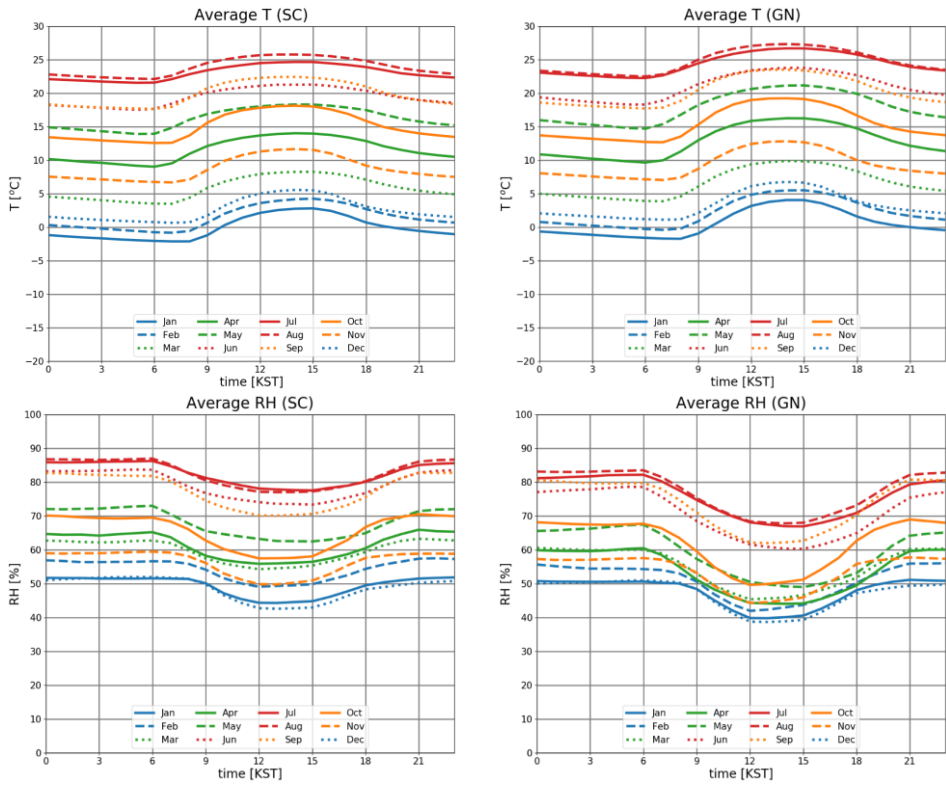 Average T (SC)
T [°C]
30
25
20
15
10
5
0
−5
−10
−15
−20
Jan Apr Jul Oct
Feb May Aug Nov
Mar Jun Sep Dec
0 3 6 9 12 15 18 21
time [KST]
Average T (GN)
T [°C]
30
25
20
15
10
5
0
−5
−10
−15
−20
Jan Apr Jul Oct
Feb May Aug Nov
Mar Jun Sep Dec
0 3 6 9 12 15 18 21
time [KST]
Average RH (SC)
RH [%]
100
90
80
70
60
50
40
30
20
10
0
Jan Apr Jul Oct
Feb May Aug Nov
Mar Jun Sep Dec
0 3 6 9 12 15 18 21
time [KST]
Average RH (GN)
RH [%]
100
90
80
70
60
50
40
30
20
10
0
Jan Apr Jul Oct
Feb May Aug Nov
Mar Jun Sep Dec
0 3 6 9 12 15 18 21
time [KST]